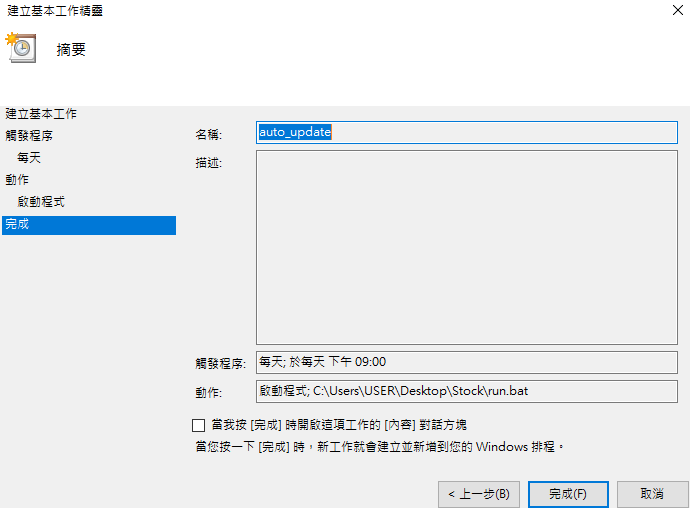 建立基本工作精靈
摘要
建立基本工作
觸發程序
每天
動作
啟動程式
完成
名稱: auto_update
描述:
觸發程序: 每天; 於每天 下午 09:00
動作: 啟動程式; C:\Users\USER\Desktop\Stock\run.bat
當我按 [完成] 時開啟這項工作的 [內容] 對話方塊
當您按一下 [完成] 時，新工作就會建立並新增到您的 Windows 排程。
< 上一步(B) 完成(F) 取消